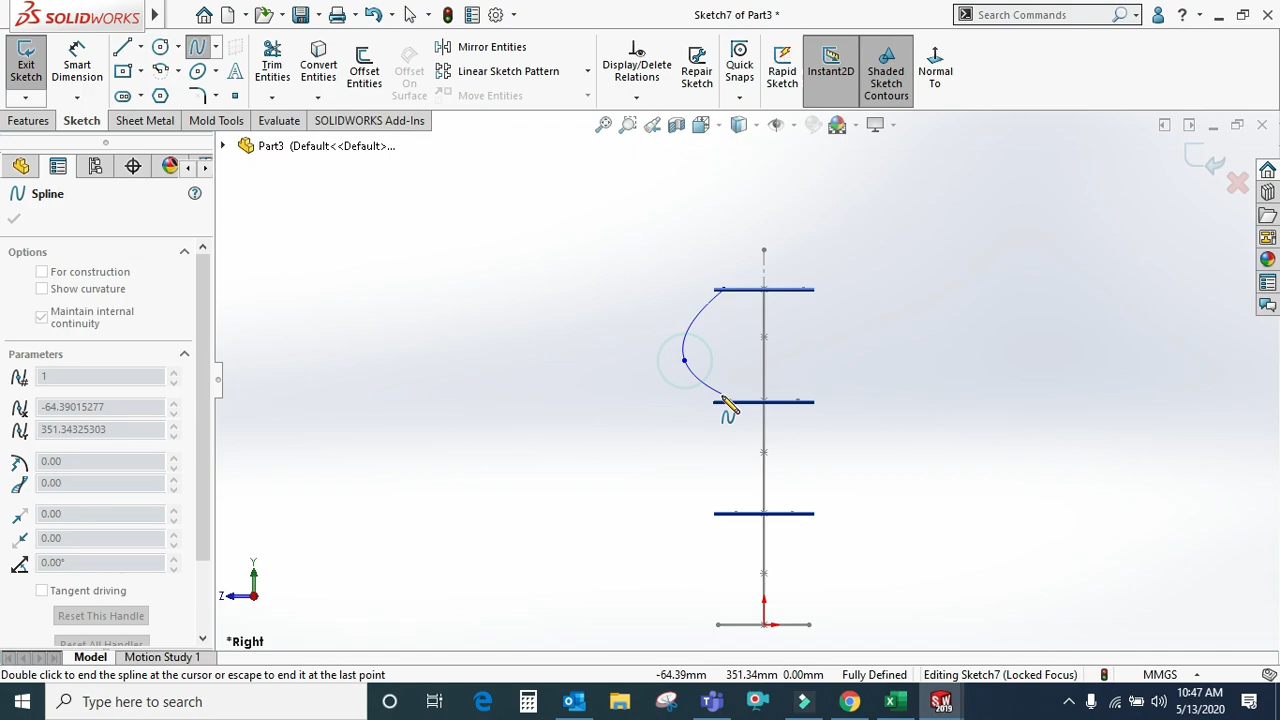 SOLIDWORKS
Sketch7 of Part3 *
Search Commands
?
Exit Sketch
Smart Dimension
Trim Entities
Convert Entities
Offset Entities
Offset On Surface
Mirror Entities
Linear Sketch Pattern
Move Entities
Display/Delete Relations
Repair Sketch
Quick Snaps
Rapid Sketch
Instant2D
Shaded Sketch Contours
Normal To
Features
Sketch
Sheet Metal
Mold Tools
Evaluate
SOLIDWORKS Add-Ins
Part3 (Default<<Default>...
Spline
?
Options
For construction
Show curvature
Maintain internal
continuity
Parameters
1
-64.39015277
351.34325303
0.00
0.00
0.00
0.00
0.00°
Tangent driving
Reset This Handle
Reset All Handles
Y
Z
*Right
Model
Motion Study 1
Double click to end the spline at the cursor or escape to end it at the last point
-64.39mm
351.34mm 0.00mm
Fully Defined
Editing Sketch7 (Locked Focus)
MMGS
Type here to search
SW
2019
10:47 AM
5/13/2020